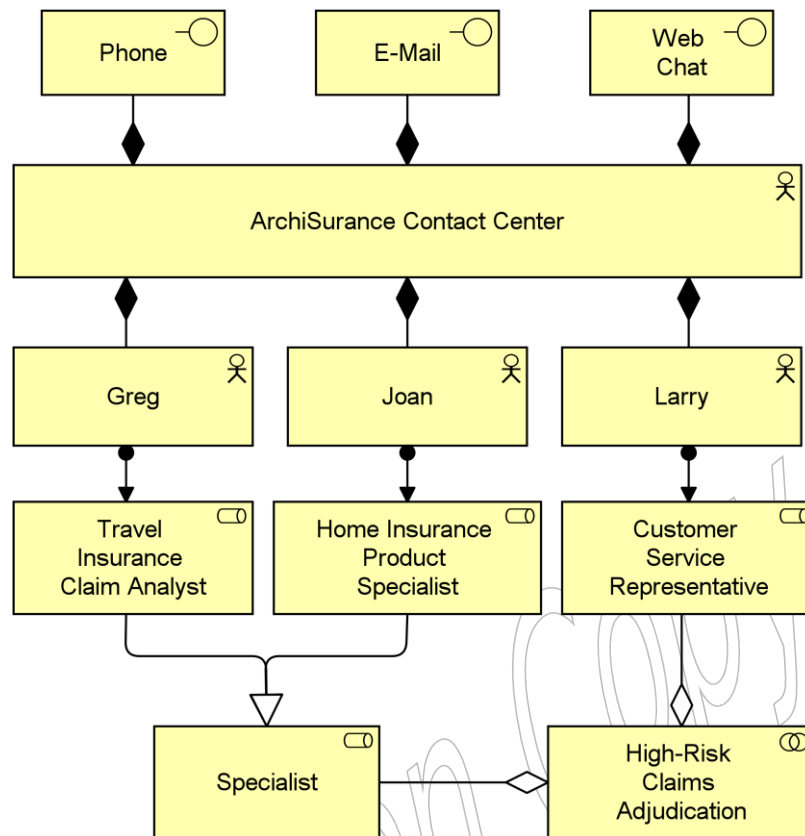 Phone
E-Mail
Web
Chat
ArchiSurance Contact Center
Greg
Joan
Larry
Travel
Insurance
Claim Analyst
Home Insurance
Product
Specialist
Customer
Service
Representative
Specialist
High-Risk
Claims
Adjudication